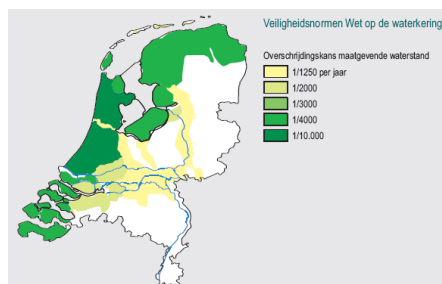 Veiligheidsnormen Wet op de waterkering
Overschrijdingskans maatgevende waterstand
1/1250 per jaar
1/2000
1/3000
1/4000
1/10.000